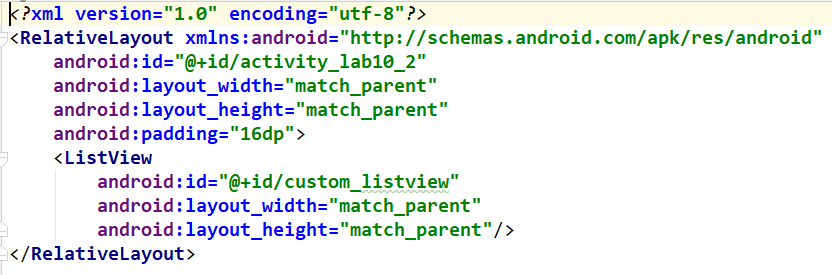 <?xml version="1.0" encoding="utf-8"?>
<RelativeLayout xmlns:android="http://schemas.android.com/apk/res/android"
    android:id="@+id/activity_lab10_2"
    android:layout_width="match_parent"
    android:layout_height="match_parent"
    android:padding="16dp">
    <ListView
        android:id="@+id/custom_listview"
        android:layout_width="match_parent"
        android:layout_height="match_parent"/>
</RelativeLayout>